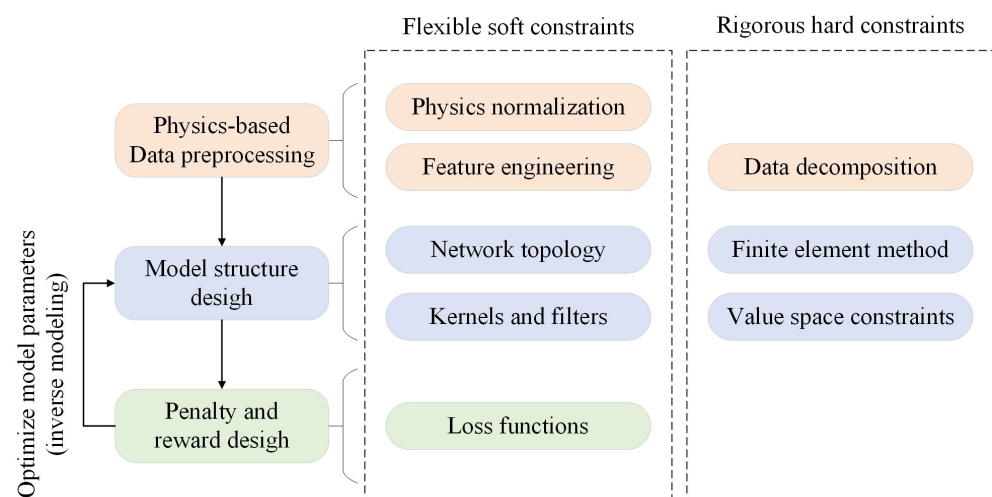 Flexible soft constraints
Rigorous hard constraints
Physics-based
Data preprocessing
Physics normalization
Feature engineering
Data decomposition
Model structure
desigh
Network topology
Kernels and filters
Finite element method
Value space constraints
Penalty and
reward desigh
Loss functions
Optimize model parameters
(inverse modeling)